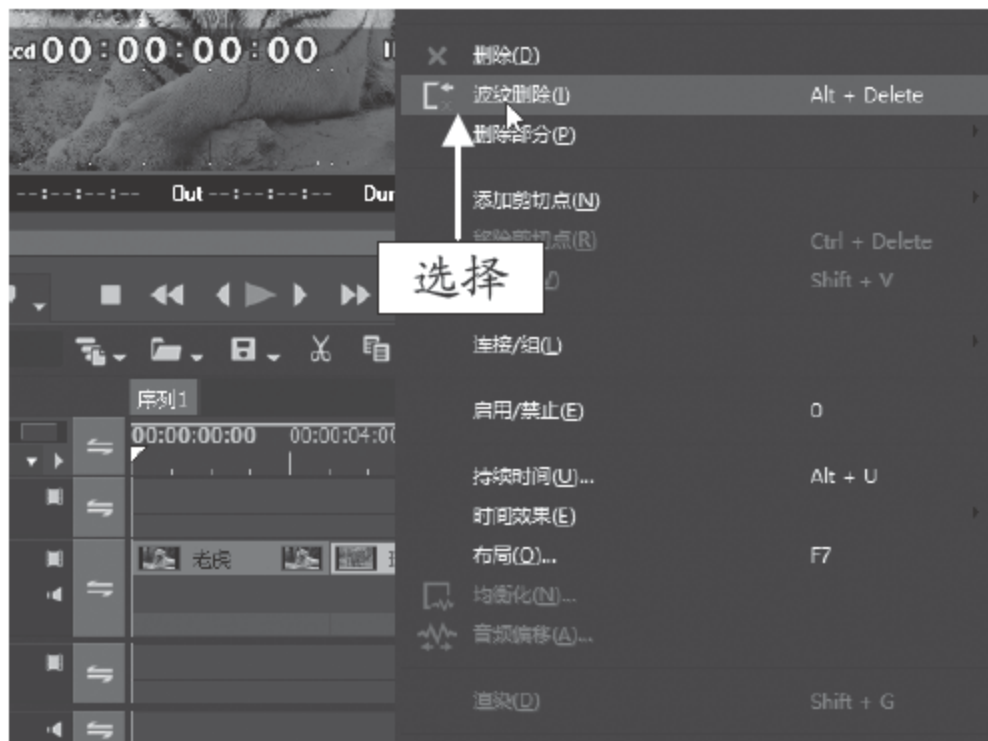 00:00:00:00
删除(D)
波纹删除(I) Alt + Delete
删除部分(P)
--:--:--:-- Out --:--:--:-- Dur
添加剪切点(N)
移除剪切点(R) Ctrl + Delete
选择
Shift + V
连接/组(L)
序列1
启用/禁止(E) 0
00:00:00:00 00:00:04:00
持续时间(U)... Alt + U
时间效果(E)
老虎
布局(O)... F7
均衡化(N)...
音频偏移(A)...
渲染(D) Shift + G